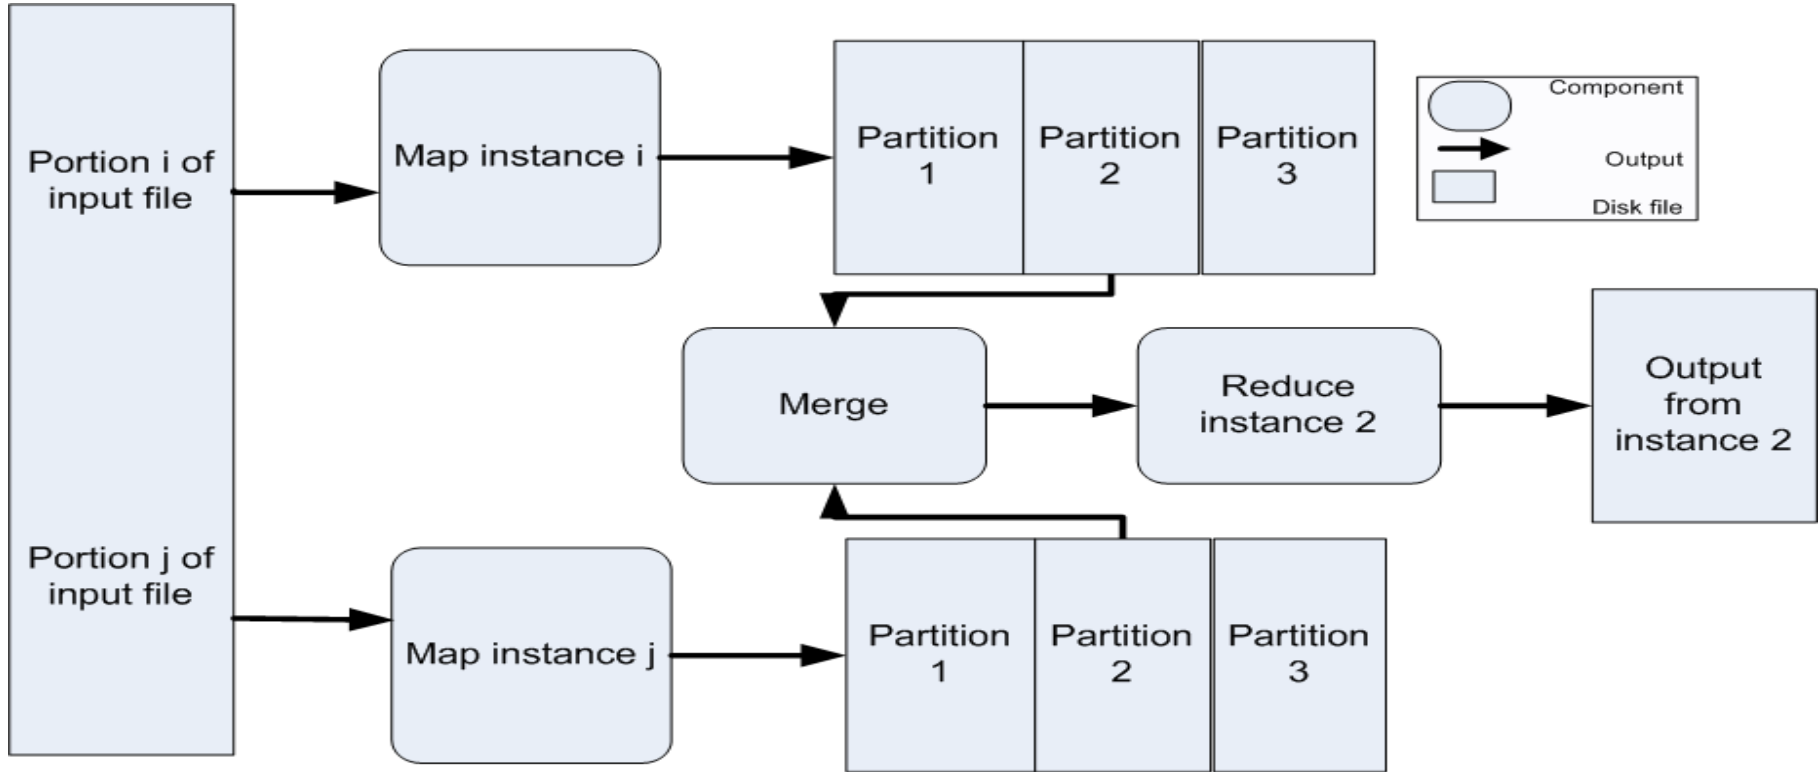 Portion i of
input file
Map instance i
Partition
1
Partition
2
Partition
3
Component
Output
Disk file
Merge
Reduce
instance 2
Output
from
instance 2
Portion j of
input file
Map instance j
Partition
1
Partition
2
Partition
3